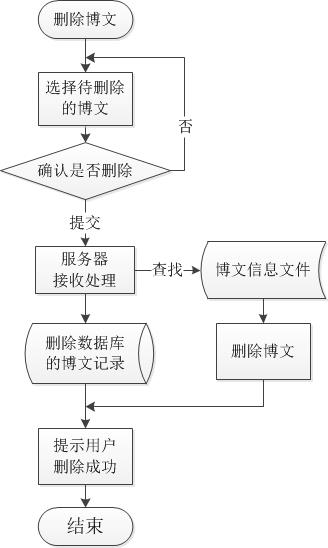 删除博文
选择待删除
的博文
否
确认是否删除
提交
服务器
接收处理
查找
博文信息文件
删除数据库
的博文记录
删除博文
提示用户
删除成功
结束